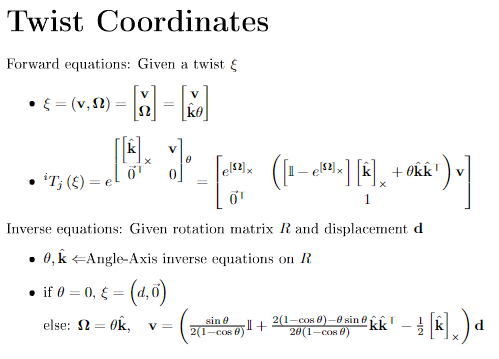 Twist Coordinates
Forward equations: Given a twist ξ
• ξ = (v, Ω) = [v; Ω] = [v; k̂θ]
• ⁱTⱼ (ξ) = e^([[k̂]× v; 0⃗ᵀ 0]θ) = [e^([Ω]×) ([𝟙 − e^([Ω]×)] [k̂]× + θk̂k̂ᵀ) v; 0⃗ᵀ 1]
Inverse equations: Given rotation matrix R and displacement d
• θ, k̂ ⇐Angle-Axis inverse equations on R
• if θ = 0, ξ = (d, 0⃗)
else: Ω = θk̂, v = (sin θ / 2(1−cos θ) 𝟙 + 2(1−cos θ)−θ sin θ / 2θ(1−cos θ) k̂k̂ᵀ − 1/2 [k̂]×) d